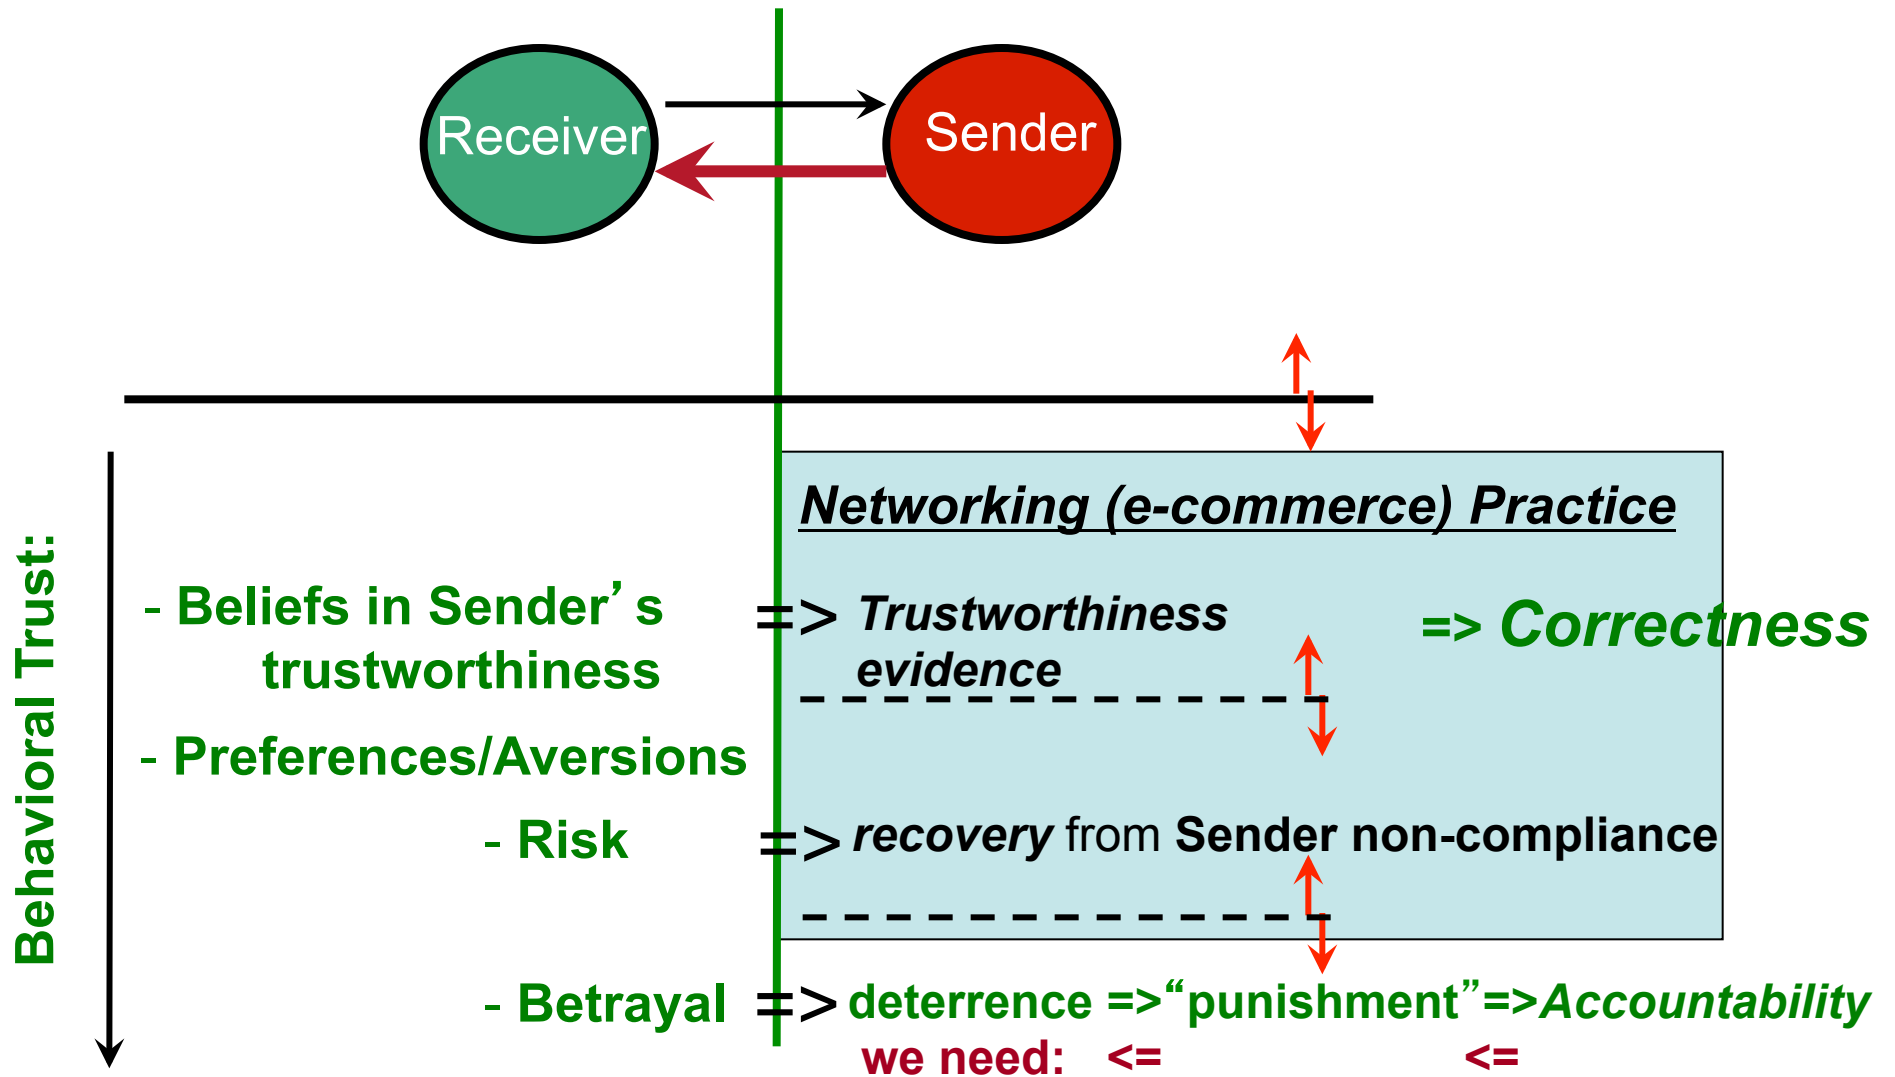 Receiver
Sender
Behavioral Trust:
Networking (e-commerce) Practice
- Beliefs in Sender’s => Trustworthiness => Correctness
trustworthiness evidence
- Preferences/Aversions
- Risk => recovery from Sender non-compliance
- Betrayal => deterrence =>“punishment”=>Accountability
we need: <= <=